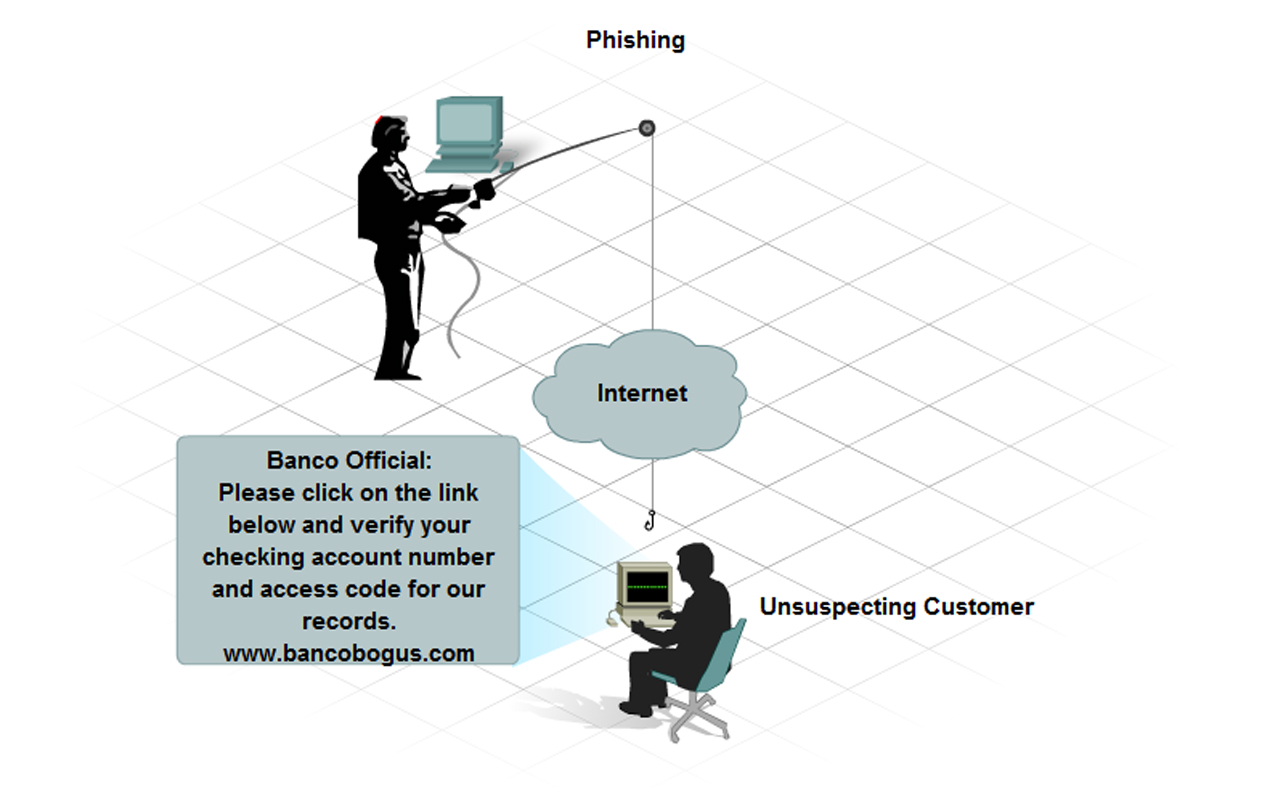 Phishing
Internet
Banco Official:
Please click on the link
below and verify your
checking account number
and access code for our
records.
www.bancobogus.com
Unsuspecting Customer